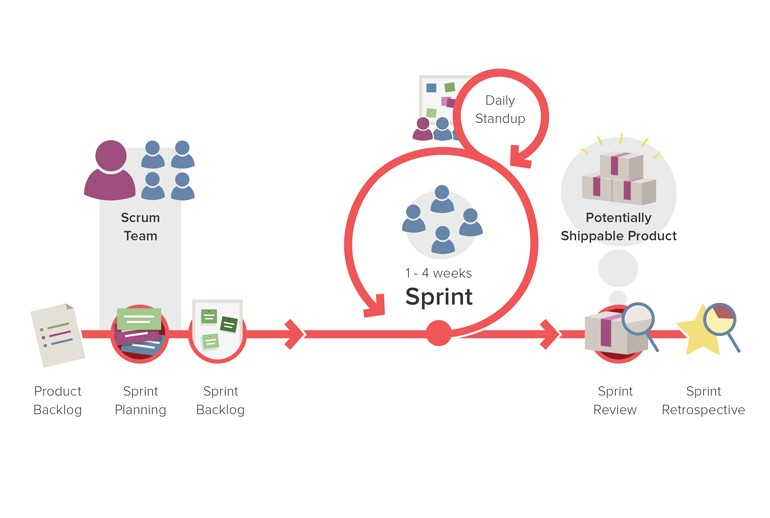 Daily
Standup
Scrum
Team
Potentially
Shippable Product
1 - 4 weeks
Sprint
Product
Backlog
Sprint
Planning
Sprint
Backlog
Sprint
Review
Sprint
Retrospective